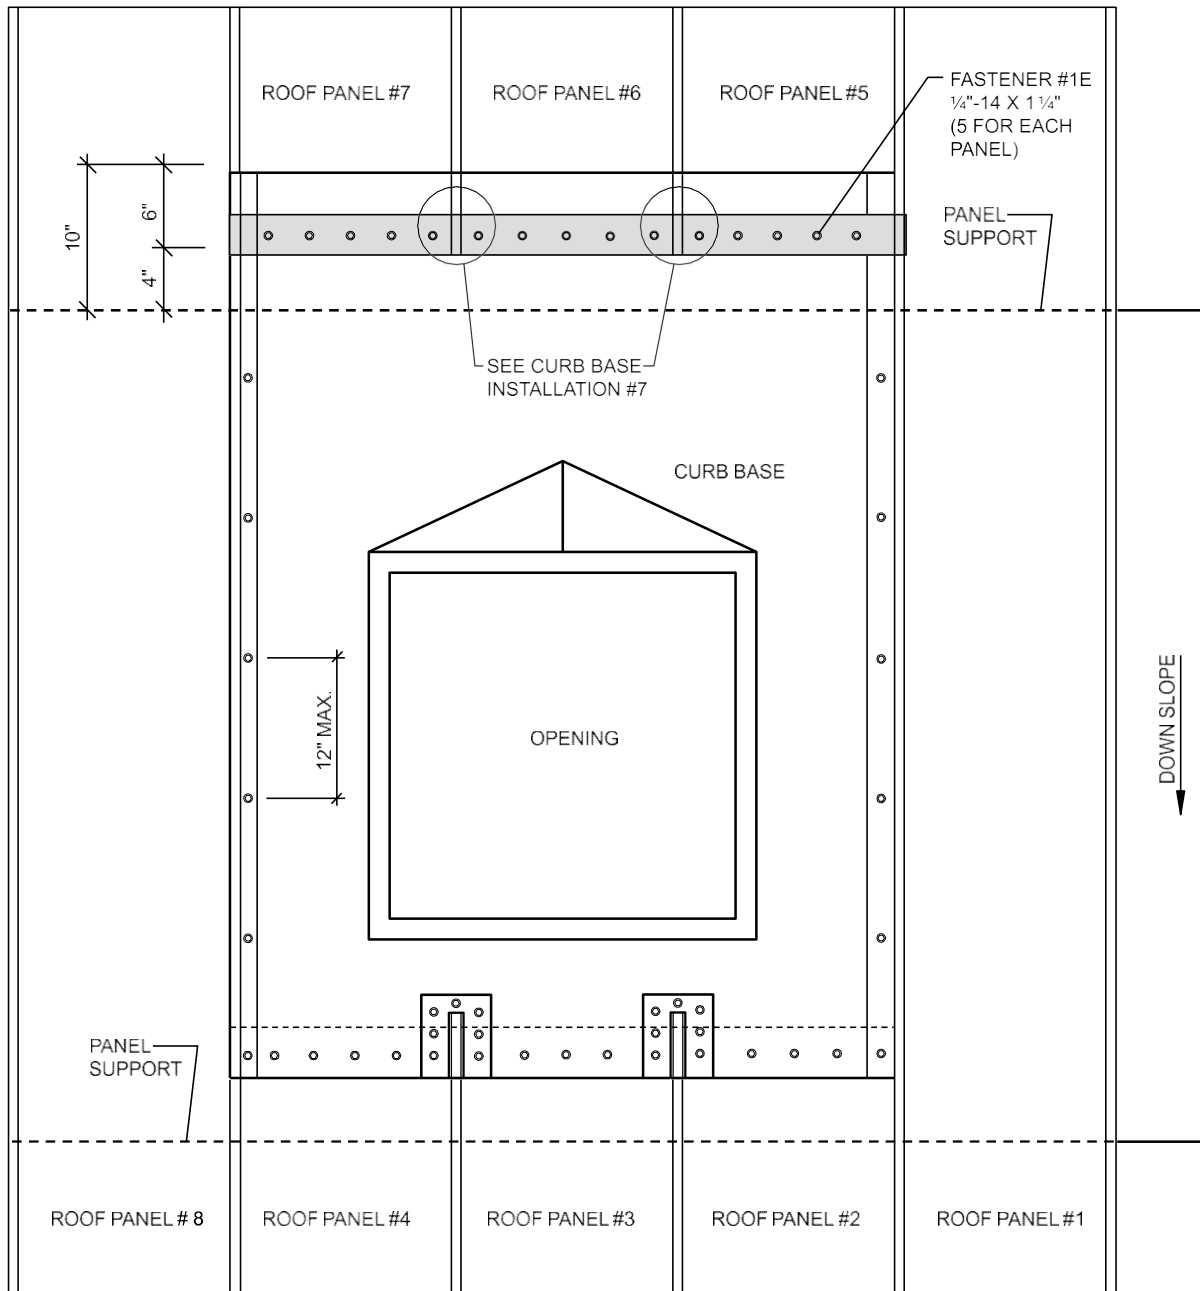 ROOF PANEL #7
ROOF PANEL #6
ROOF PANEL #5
FASTENER #1E
¼"-14 X 1¼"
(5 FOR EACH
PANEL)
10"
6"
4"
PANEL
SUPPORT
SEE CURB BASE
INSTALLATION #7
CURB BASE
12" MAX.
OPENING
DOWN SLOPE
PANEL
SUPPORT
ROOF PANEL # 8
ROOF PANEL #4
ROOF PANEL #3
ROOF PANEL #2
ROOF PANEL #1